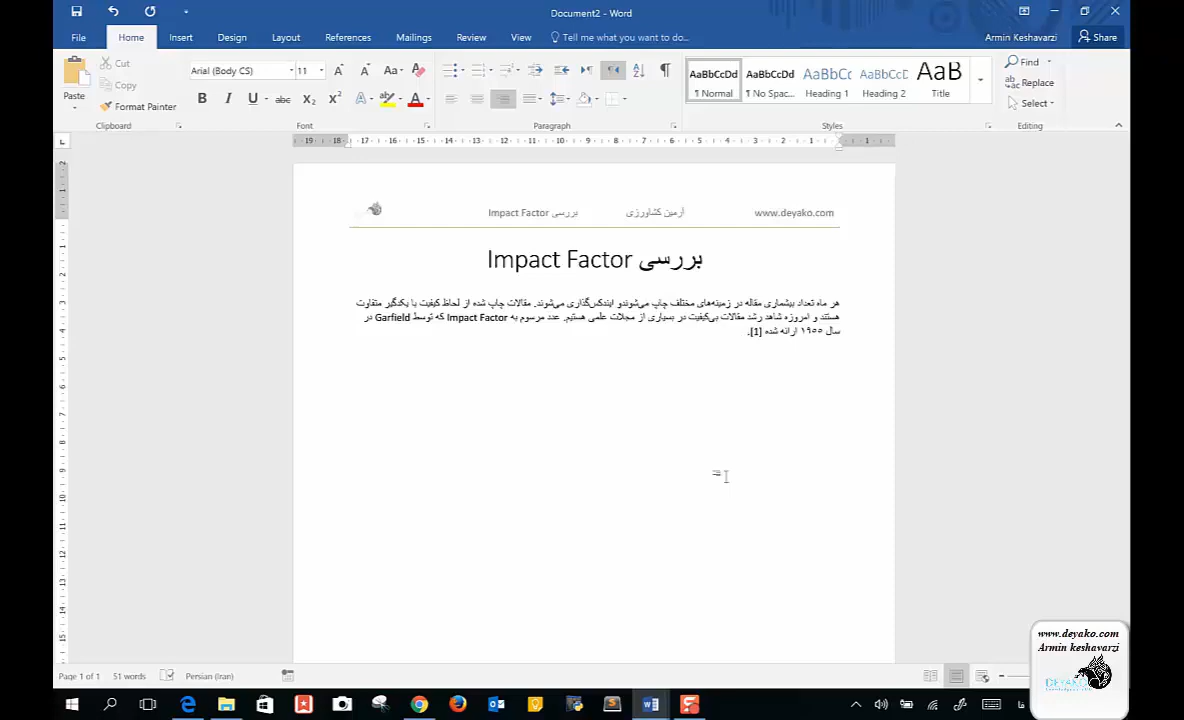 Document2 - Word
File Home Insert Design Layout References Mailings Review View Tell me what you want to do... Armin Keshavarzi Share
Paste Cut Copy Format Painter Clipboard
Arial (Body CS) 11 Font
Paragraph
AaBbCcDd ¶ Normal AaBbCcDd ¶ No Spac... AaBbCc Heading 1 AaBbCcD Heading 2 AaB Title Styles
Find Replace Select Editing
www.deyako.com آرمین کشاورزی بررسی Impact Factor
بررسی Impact Factor
هر ماه تعداد بیشماری مقاله در زمینه‌های مختلف چاپ می‌شوندو ایندکس‌گذاری می‌شوند. مقالات چاپ شده از لحاظ کیفیت با یکدگیر متفاوت
هستند و امروزه شاهد رشد مقالات بی‌کیفیت در بسیاری از مجلات علمی هستیم. عدد مرسوم به Impact Factor که توسط Garfield در
سال ۱۹۵۵ ارائه شده [1].
Page 1 of 1 51 words Persian (Iran)
www.deyako.com
Armin keshavarzi
DEYAKO
فا